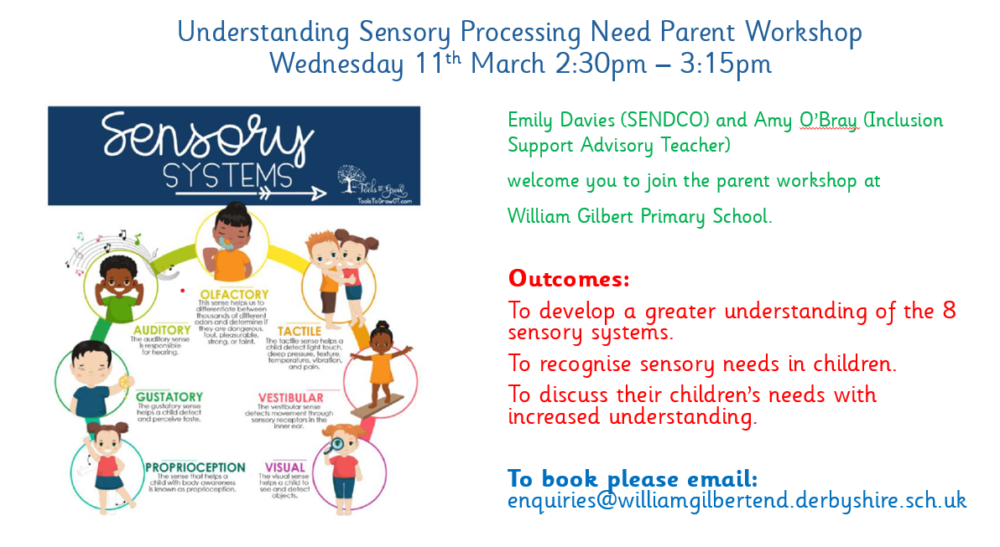 Understanding Sensory Processing Need Parent Workshop
Wednesday 11th March 2:30pm – 3:15pm
Sensory
SYSTEMS
Tools to Grow
ToolsToGrowOT.com
OLFACTORY
This sense helps us to
differentiate between
thousands of different
odors and determine if
they are dangerous,
foul, pleasurable,
strong, or faint.
AUDITORY
The auditory sense
is responsible
for hearing.
TACTILE
The tactile sense helps a
child detect light touch,
deep pressure, texture,
temperature, vibration,
and pain.
GUSTATORY
The gustatory sense
helps a child detect
and perceive taste.
VESTIBULAR
The vestibular sense
detects movement through
sensory receptors in the
inner ear.
PROPRIOCEPTION
The sense that helps a
child with body awareness
is known as proprioception.
VISUAL
The visual sense
helps a child to
see and detect
objects.
Emily Davies (SENDCO) and Amy O'Bray (Inclusion
Support Advisory Teacher)
welcome you to join the parent workshop at
William Gilbert Primary School.
Outcomes:
To develop a greater understanding of the 8
sensory systems.
To recognise sensory needs in children.
To discuss their children's needs with
increased understanding.
To book please email:
enquiries@williamgilbertend.derbyshire.sch.uk